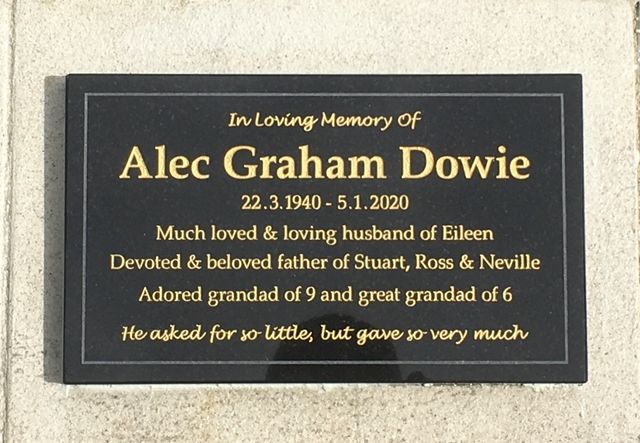 In Loving Memory Of
Alec Graham Dowie
22.3.1940 - 5.1.2020
Much loved & loving husband of Eileen
Devoted & beloved father of Stuart, Ross & Neville
Adored grandad of 9 and great grandad of 6
He asked for so little, but gave so very much